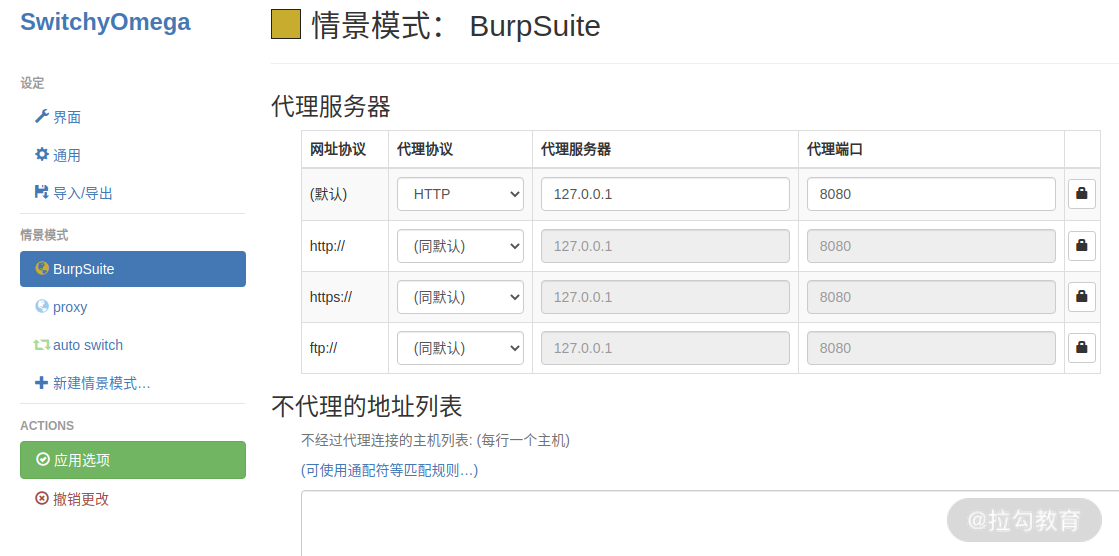 SwitchyOmega
设定
界面
通用
导入/导出
情景模式
BurpSuite
proxy
auto switch
新建情景模式…
ACTIONS
应用选项
撤销更改
情景模式： BurpSuite
代理服务器
网址协议 代理协议 代理服务器 代理端口
(默认) HTTP 127.0.0.1 8080
http:// (同默认) 127.0.0.1 8080
https:// (同默认) 127.0.0.1 8080
ftp:// (同默认) 127.0.0.1 8080
不代理的地址列表
不经过代理连接的主机列表: (每行一个主机)
(可使用通配符等匹配规则…)
@拉勾教育